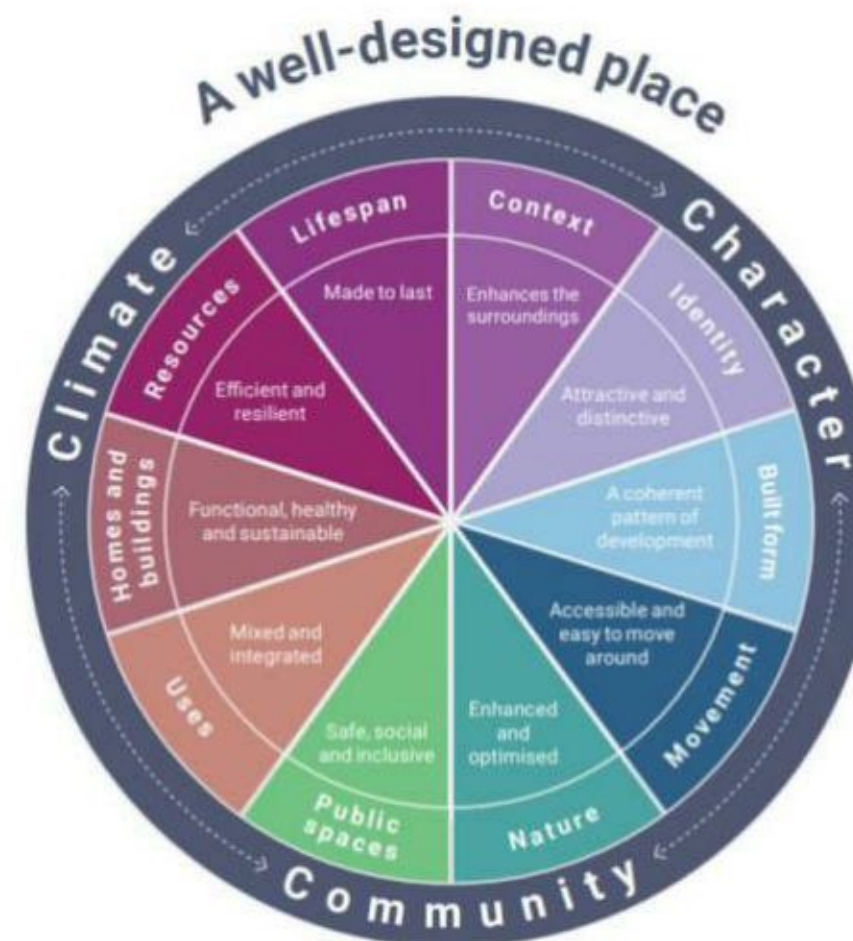 A well-designed place
Climate
Character
Community
Context
Enhances the
surroundings
Identity
Attractive and
distinctive
Built form
A coherent
pattern of
development
Movement
Accessible and
easy to move
around
Nature
Enhanced
and
optimised
Public
spaces
Safe, social
and inclusive
Uses
Mixed and
integrated
Homes and
buildings
Functional, healthy
and sustainable
Resources
Efficient and
resilient
Lifespan
Made to last